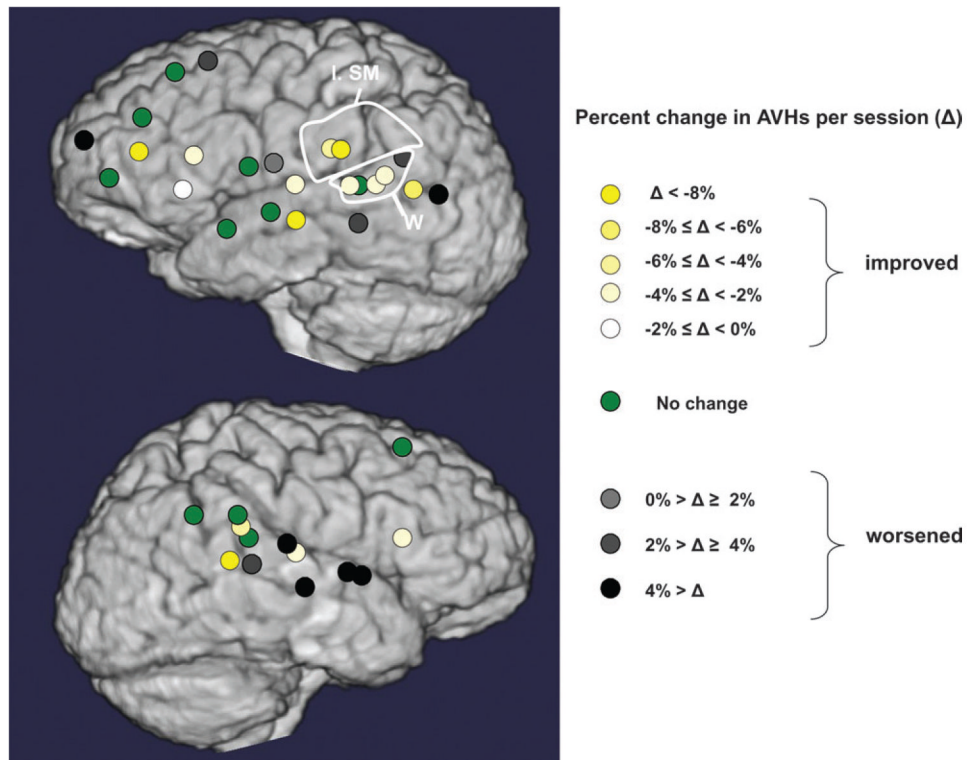 l. SM
W
Percent change in AVHs per session (Δ)
Δ < -8%
-8% ≤ Δ < -6%
-6% ≤ Δ < -4%
-4% ≤ Δ < -2%
-2% ≤ Δ < 0%
improved
No change
0% > Δ ≥ 2%
2% > Δ ≥ 4%
4% > Δ
worsened